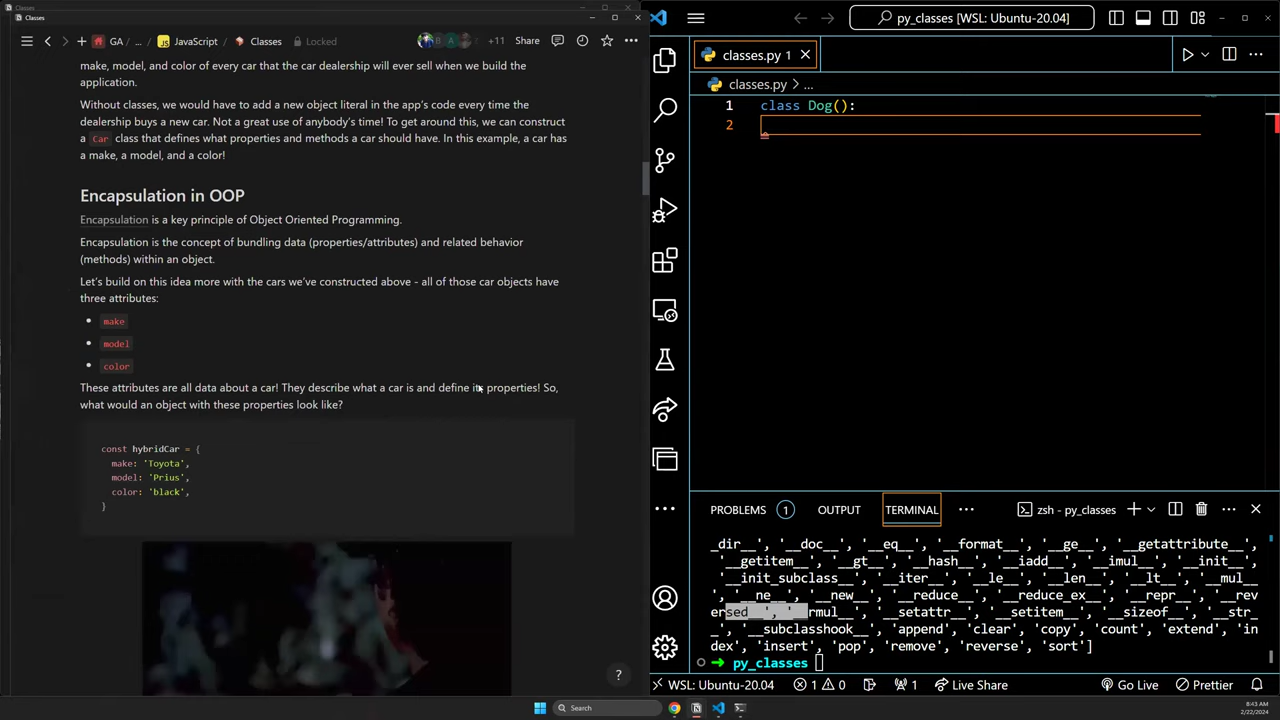 Classes
Classes
GA / ... / JavaScript / Classes Locked
+11 Share
make, model, and color of every car that the car dealership will ever sell when we build the
application.
Without classes, we would have to add a new object literal in the app's code every time the
dealership buys a new car. Not a great use of anybody's time! To get around this, we can construct
a Car class that defines what properties and methods a car should have. In this example, a car has
a make, a model, and a color!
Encapsulation in OOP
Encapsulation is a key principle of Object Oriented Programming.
Encapsulation is the concept of bundling data (properties/attributes) and related behavior
(methods) within an object.
Let's build on this idea more with the cars we've constructed above - all of those car objects have
three attributes:
make
model
color
These attributes are all data about a car! They describe what a car is and define its properties! So,
what would an object with these properties look like?
const hybridCar = {
make: 'Toyota',
model: 'Prius',
color: 'black',
}
?
py_classes [WSL: Ubuntu-20.04]
classes.py 1
classes.py > ...
1 class Dog():
2
PROBLEMS 1 OUTPUT TERMINAL ... zsh - py_classes
_dir__', '__doc__', '__eq__', '__format__', '__ge__', '__getattribute__',
'__getitem__', '__gt__', '__hash__', '__iadd__', '__imul__', '__init__',
'__init_subclass__', '__iter__', '__le__', '__len__', '__lt__', '__mul__
', '__ne__', '__new__', '__reduce__', '__reduce_ex__', '__repr__', '__rev
ersed__', '__rmul__', '__setattr__', '__setitem__', '__sizeof__', '__str_
_', '__subclasshook__', 'append', 'clear', 'copy', 'count', 'extend', 'in
dex', 'insert', 'pop', 'remove', 'reverse', 'sort']
➜ py_classes
WSL: Ubuntu-20.04 1 0 1 Live Share Go Live Prettier
Search
8:43 AM
2/22/2024